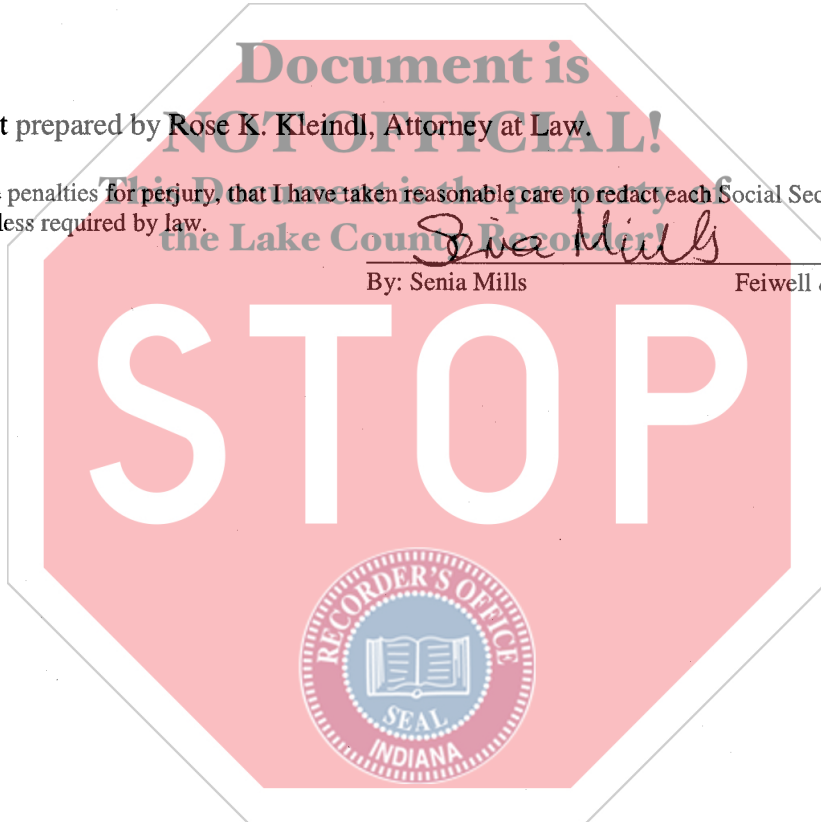 Document is
NOT OFFICIAL!
This Document is the property of
the Lake County Recorder!
t prepared by Rose K. Kleindl, Attorney at Law.
penalties for perjury, that I have taken reasonable care to redact each Social Sec
less required by law.
Senia Mills
By: Senia Mills Feiwell &
STOP
RECORDER'S OFFICE
SEAL
INDIANA